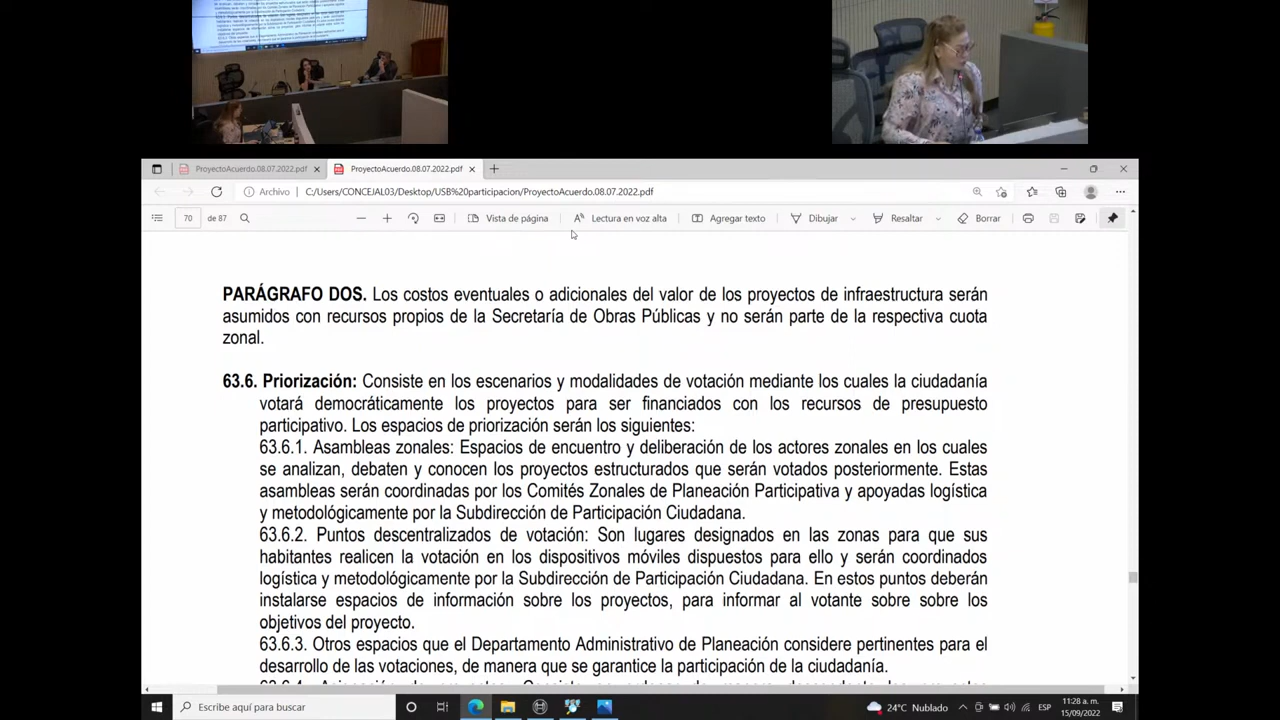 ProyectoAcuerdo.08.07.2022.pdf
ProyectoAcuerdo.08.07.2022.pdf
Archivo
C:/Users/CONCEJAL03/Desktop/USB%20participacion/ProyectoAcuerdo.08.07.2022.pdf
70 de 87
Vista de página
Lectura en voz alta
Agregar texto
Dibujar
Resaltar
Borrar
PARÁGRAFO DOS. Los costos eventuales o adicionales del valor de los proyectos de infraestructura serán
asumidos con recursos propios de la Secretaría de Obras Públicas y no serán parte de la respectiva cuota
zonal.
63.6. Priorización: Consiste en los escenarios y modalidades de votación mediante los cuales la ciudadanía
votará democráticamente los proyectos para ser financiados con los recursos de presupuesto
participativo. Los espacios de priorización serán los siguientes:
63.6.1. Asambleas zonales: Espacios de encuentro y deliberación de los actores zonales en los cuales
se analizan, debaten y conocen los proyectos estructurados que serán votados posteriormente. Estas
asambleas serán coordinadas por los Comités Zonales de Planeación Participativa y apoyadas logística
y metodológicamente por la Subdirección de Participación Ciudadana.
63.6.2. Puntos descentralizados de votación: Son lugares designados en las zonas para que sus
habitantes realicen la votación en los dispositivos móviles dispuestos para ello y serán coordinados
logística y metodológicamente por la Subdirección de Participación Ciudadana. En estos puntos deberán
instalarse espacios de información sobre los proyectos, para informar al votante sobre sobre los
objetivos del proyecto.
63.6.3. Otros espacios que el Departamento Administrativo de Planeación considere pertinentes para el
desarrollo de las votaciones, de manera que se garantice la participación de la ciudadanía.
Escribe aquí para buscar
24°C Nublado
ESP
11:28 a. m.
15/09/2022